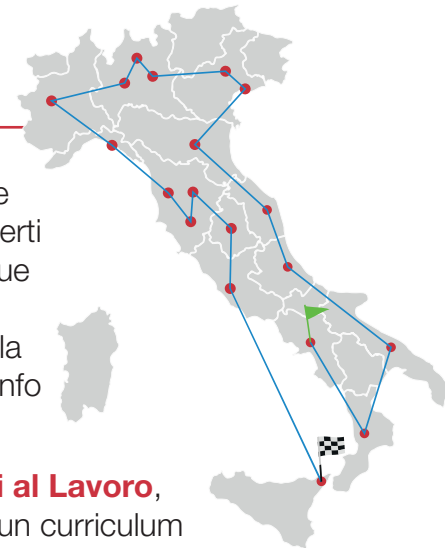 e
erti
ue
la
nfo
i al Lavoro,
un curriculum